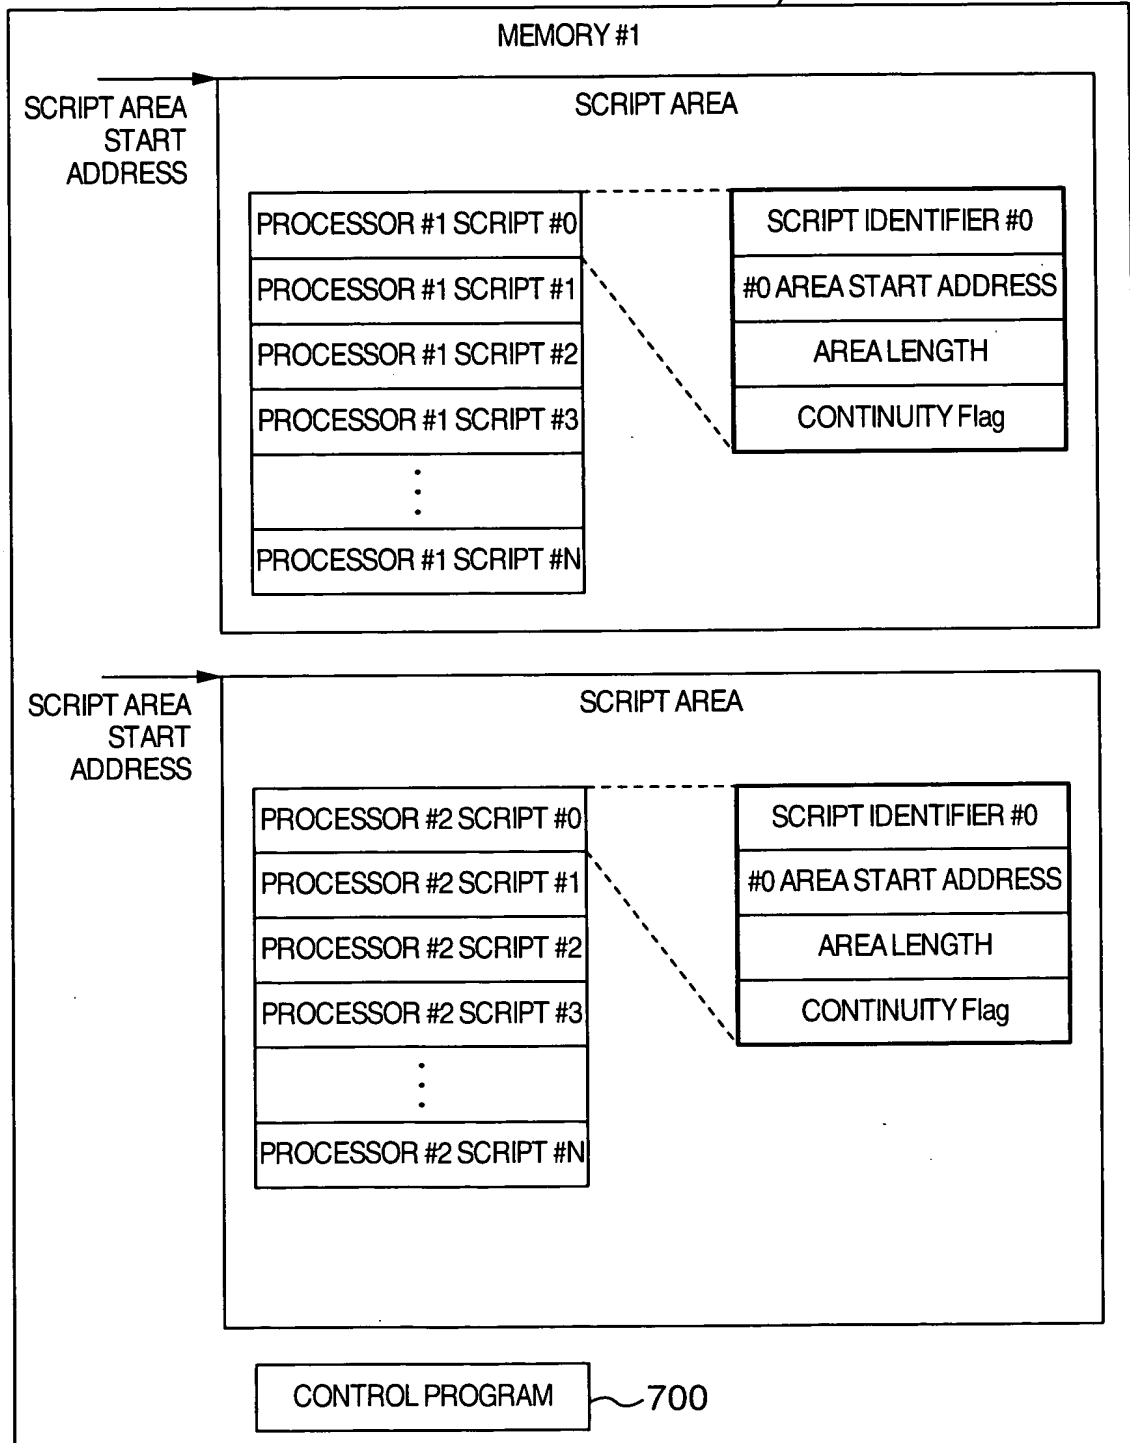 MEMORY #1
SCRIPT AREA
START
ADDRESS
SCRIPT AREA
PROCESSOR #1 SCRIPT #0
PROCESSOR #1 SCRIPT #1
PROCESSOR #1 SCRIPT #2
PROCESSOR #1 SCRIPT #3
PROCESSOR #1 SCRIPT #N
SCRIPT IDENTIFIER #0
#0 AREA START ADDRESS
AREA LENGTH
CONTINUITY Flag
SCRIPT AREA
START
ADDRESS
SCRIPT AREA
PROCESSOR #2 SCRIPT #0
PROCESSOR #2 SCRIPT #1
PROCESSOR #2 SCRIPT #2
PROCESSOR #2 SCRIPT #3
PROCESSOR #2 SCRIPT #N
SCRIPT IDENTIFIER #0
#0 AREA START ADDRESS
AREA LENGTH
CONTINUITY Flag
CONTROL PROGRAM
700